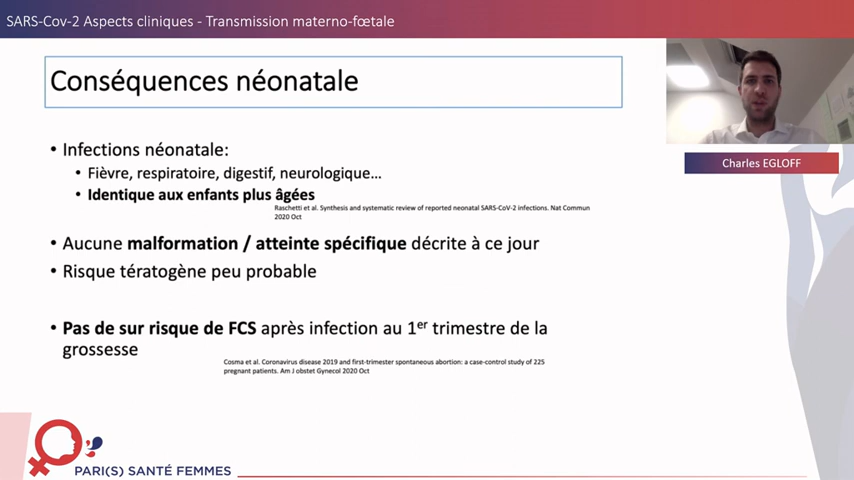 SARS-Cov-2 Aspects cliniques - Transmission materno-fœtale
Conséquences néonatale
Charles EGLOFF
• Infections néonatale:
• Fièvre, respiratoire, digestif, neurologique...
• Identique aux enfants plus âgées
Raschetti et al. Synthesis and systematic review of reported neonatal SARS-CoV-2 infections. Nat Commun
2020 Oct
• Aucune malformation / atteinte spécifique décrite à ce jour
• Risque tératogène peu probable
• Pas de sur risque de FCS après infection au 1er trimestre de la
grossesse
Cosma et al. Coronavirus disease 2019 and first-trimester spontaneous abortion: a case-control study of 225
pregnant patients. Am J obstet Gynecol 2020 Oct
PARI(S) SANTÉ FEMMES